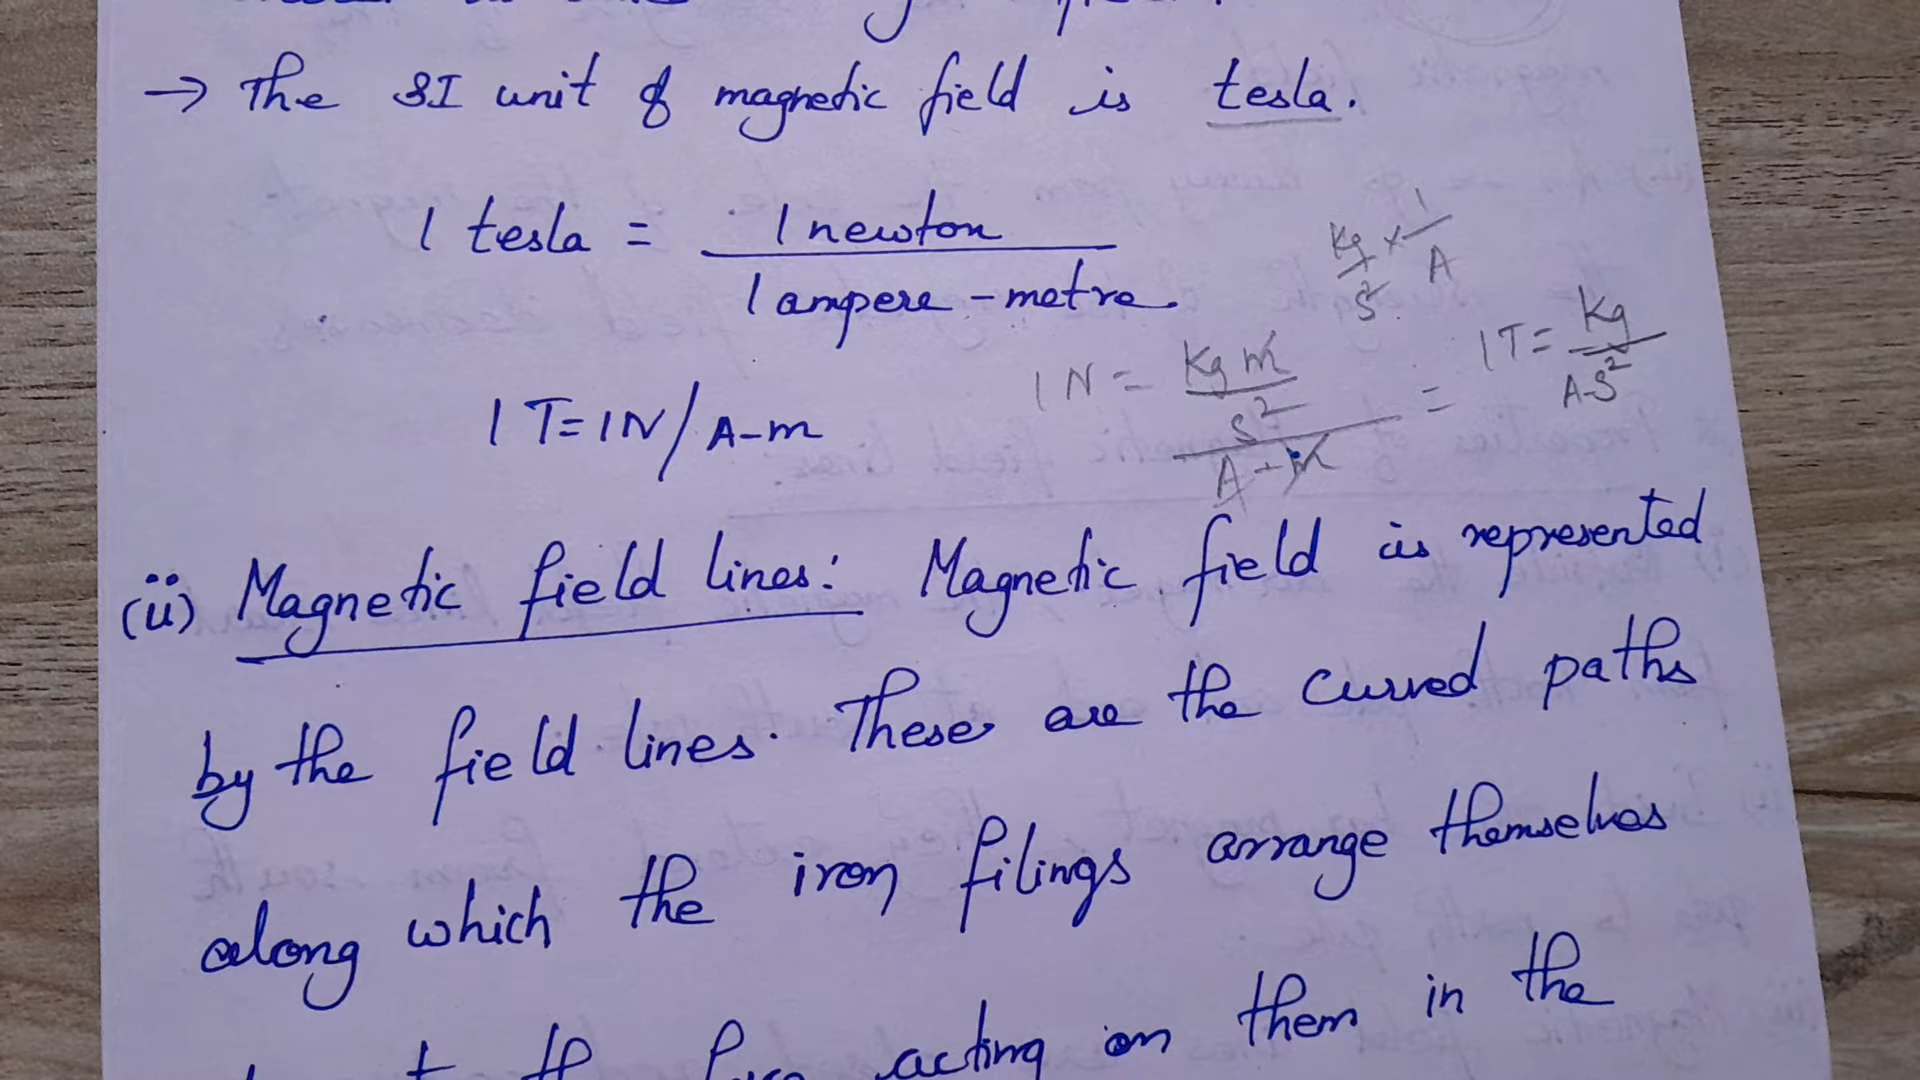 → The SI unit of magnetic field is tesla.
1 tesla = 1 newton / 1 ampere - metre
Kg/s² × 1/A
1 T = 1N/A-m
1 N = Kg m/s² / A-m = 1T = Kg/A-s²
(ii) Magnetic field lines: Magnetic field is represented
by the field lines. These are the curved paths
along which the iron filings arrange themselves
acting on them in the